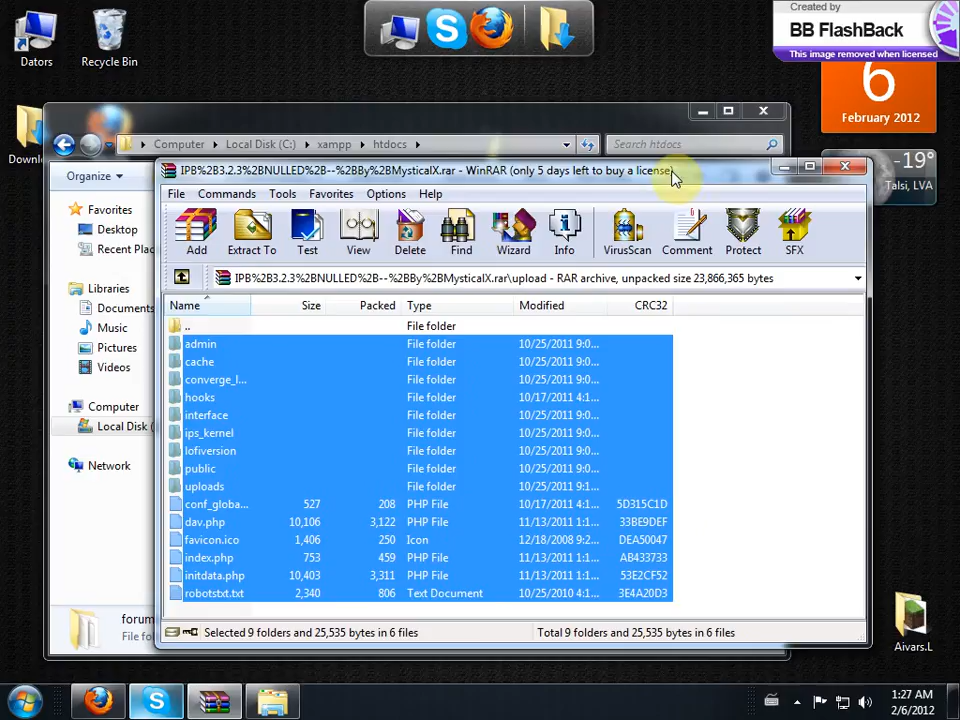 Created by
BB FlashBack
This image removed when licensed
Dators
Recycle Bin
6
February 2012
-19°
Talsi, LVA
Downlo
Computer
Local Disk (C:)
xampp
htdocs
Search htdocs
Organize
Favorites
Desktop
Recent Plac
Libraries
Documents
Music
Pictures
Videos
Computer
Local Disk (
Network
forum
File fo
IPB%2B3.2.3%2BNULLED%2B--%2BBy%2BMysticalX.rar - WinRAR (only 5 days left to buy a license)
File Commands Tools Favorites Options Help
Add Extract To Test View Delete Find Wizard Info VirusScan Comment Protect SFX
IPB%2B3.2.3%2BNULLED%2B--%2BBy%2BMysticalX.rar\upload - RAR archive, unpacked size 23,866,365 bytes
Name Size Packed Type Modified CRC32
.. File folder
admin File folder 10/25/2011 9:0...
cache File folder 10/25/2011 9:0...
converge_l... File folder 10/25/2011 9:0...
hooks File folder 10/17/2011 4:1...
interface File folder 10/25/2011 9:0...
ips_kernel File folder 10/25/2011 9:0...
lofiversion File folder 10/25/2011 9:0...
public File folder 10/25/2011 9:0...
uploads File folder 10/25/2011 9:1...
conf_globa... 527 208 PHP File 10/17/2011 4:1... 5D315C1D
dav.php 10,106 3,122 PHP File 11/13/2011 1:1... 33BE9DEF
favicon.ico 1,406 250 Icon 12/18/2008 9:2... DEA50047
index.php 753 459 PHP File 11/13/2011 1:1... AB433733
initdata.php 10,403 3,311 PHP File 11/13/2011 1:1... 53E2CF52
robotstxt.txt 2,340 806 Text Document 10/25/2010 4:1... 3E4A20D3
Selected 9 folders and 25,535 bytes in 6 files
Total 9 folders and 25,535 bytes in 6 files
Aivars.L
1:27 AM
2/6/2012